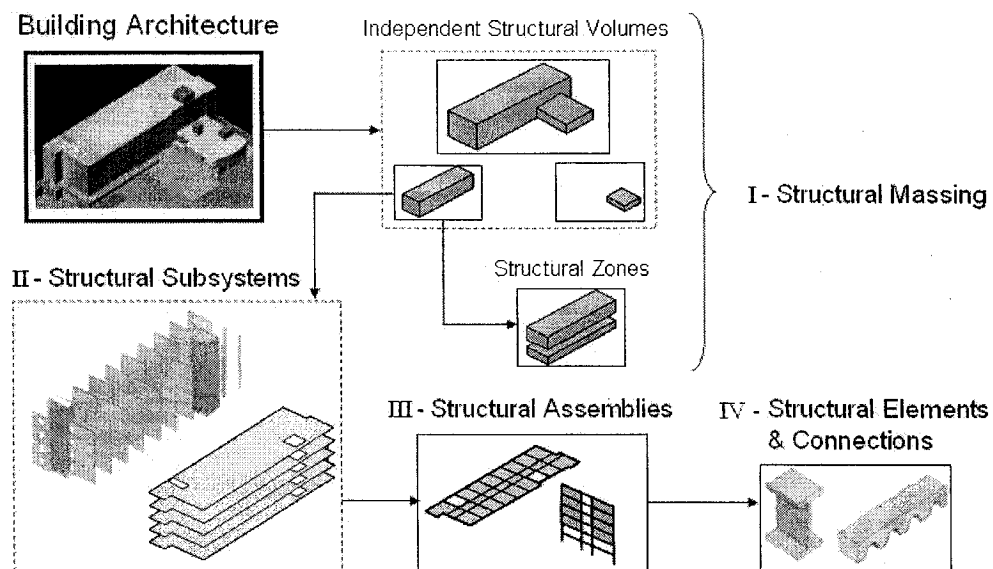 Building Architecture
Independent Structural Volumes
I - Structural Massing
Structural Zones
II - Structural Subsystems
III - Structural Assemblies
IV - Structural Elements
& Connections